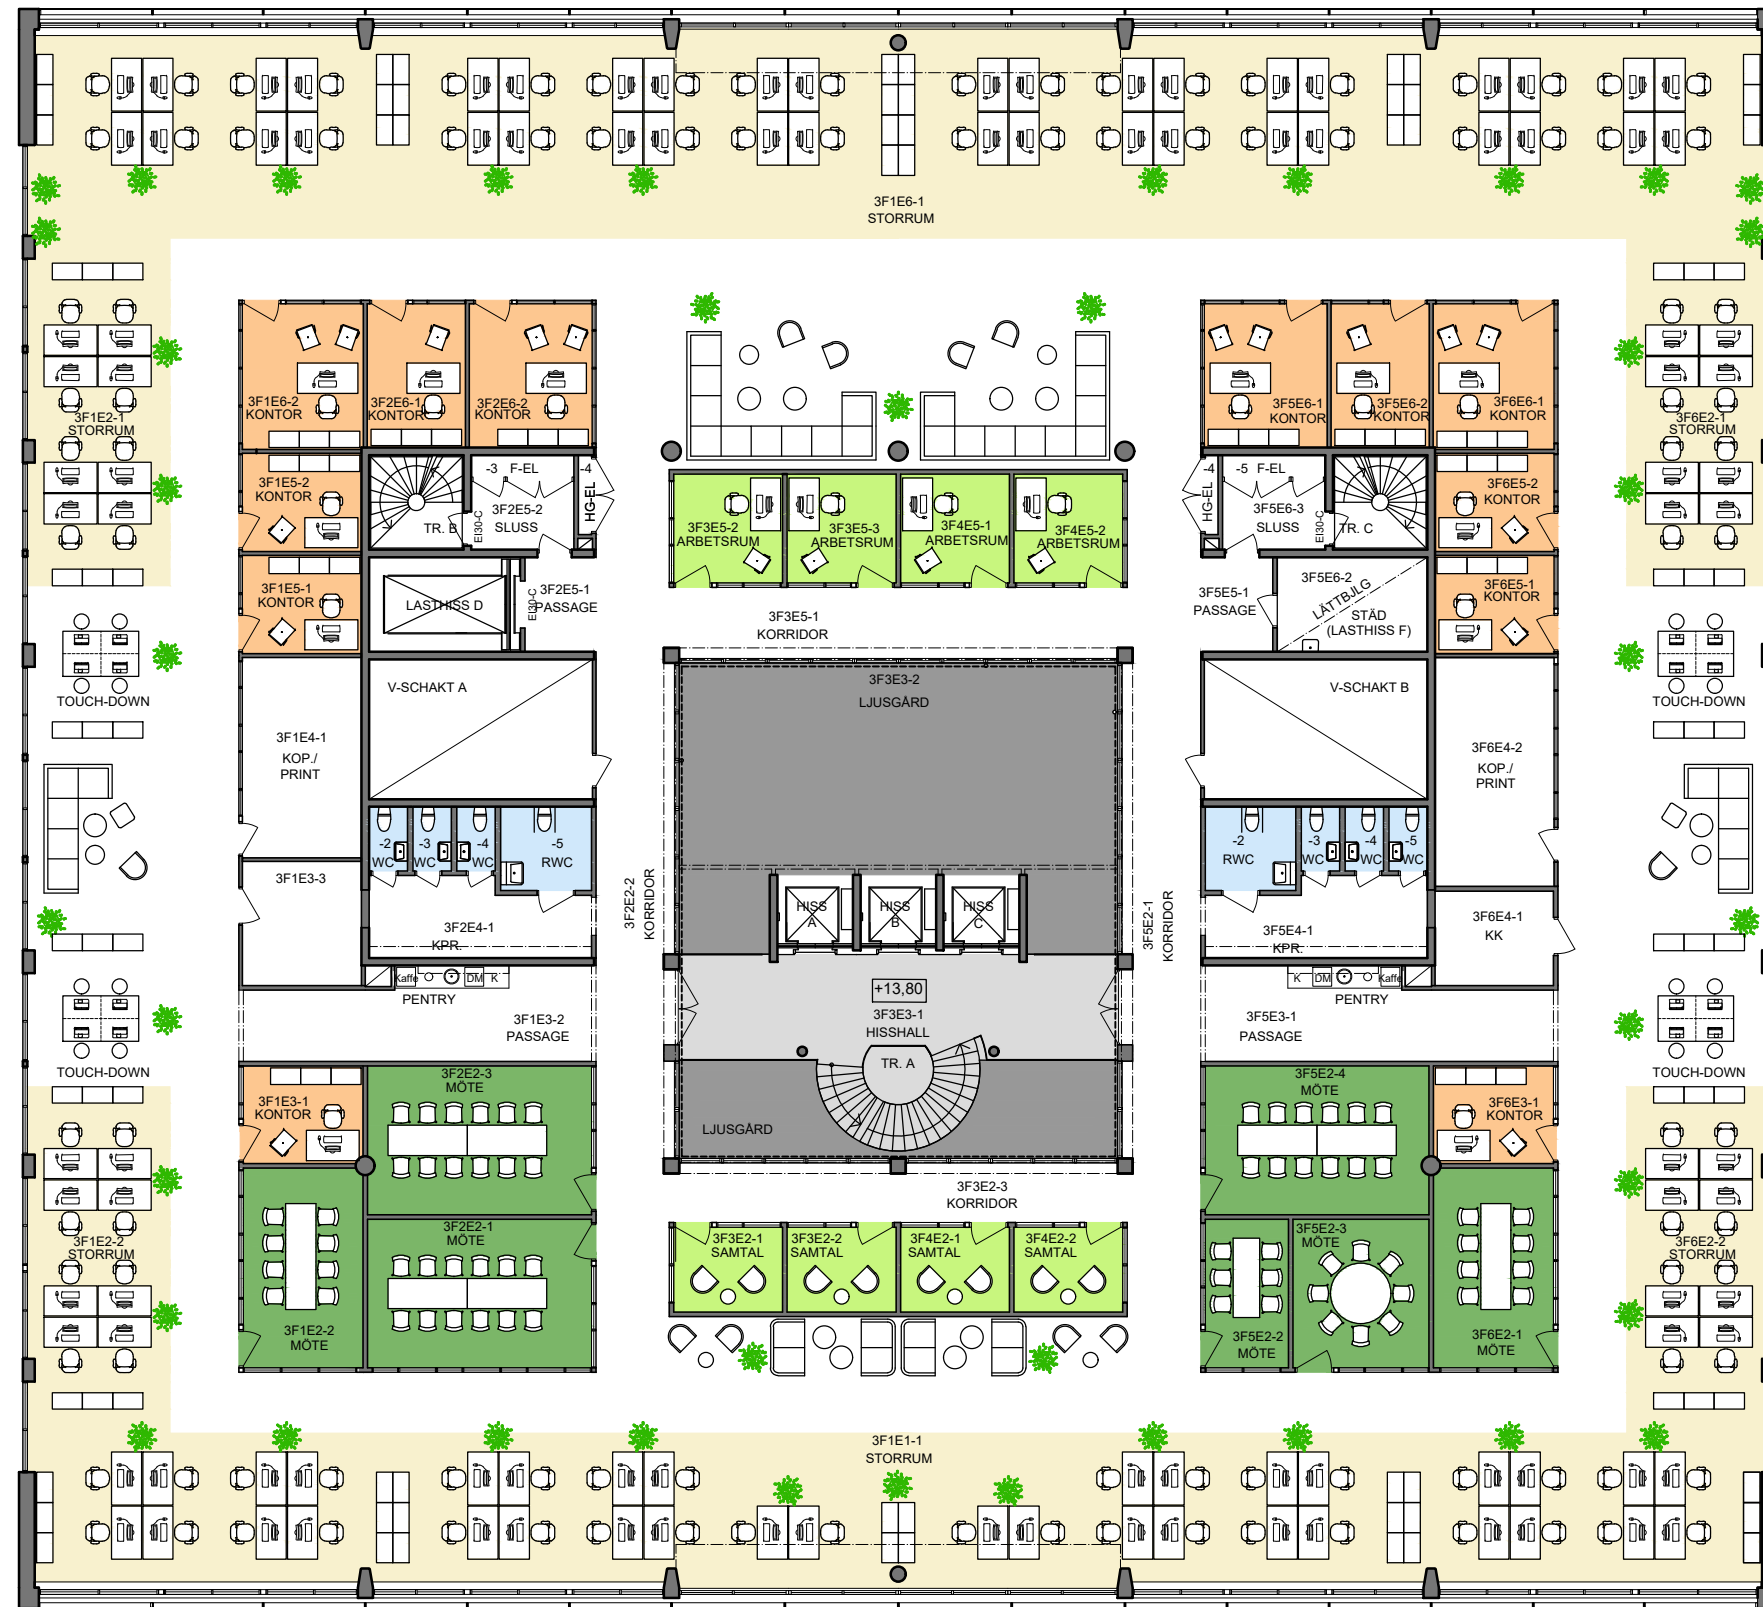 3F1E6-1
STORRUM
3F1E6-2
KONTOR
3F2E6-1
KONTOR
3F2E6-2
KONTOR
3F5E6-1
KONTOR
3F5E6-2
KONTOR
3F6E6-1
KONTOR
3F1E2-1
STORRUM
3F6E2-1
STORRUM
3F1E5-2
KONTOR
TR. B
-3 F-EL
-4
3F2E5-2
SLUSS
EI30-C
HG-EL
3F3E5-2
ARBETSRUM
3F3E5-3
ARBETSRUM
3F4E5-1
ARBETSRUM
3F4E5-2
ARBETSRUM
-4
HG-EL
-5 F-EL
3F5E6-3
SLUSS
EI30-C
TR. C
3F6E5-2
KONTOR
3F1E5-1
KONTOR
LASTHISS D
EI30-C
3F2E5-1
PASSAGE
3F3E5-1
KORRIDOR
3F5E5-1
PASSAGE
3F5E6-2
LÄTTBJLG
STÄD
(LASTHISS F)
3F6E5-1
KONTOR
TOUCH-DOWN
TOUCH-DOWN
V-SCHAKT A
3F3E3-2
LJUSGÅRD
V-SCHAKT B
3F1E4-1
KOP./
PRINT
3F6E4-2
KOP./
PRINT
-2
WC
-3
WC
-4
WC
-5
RWC
-2
RWC
-3
WC
-4
WC
-5
WC
3F1E3-3
3F2E4-1
KPR.
3F2E2-2
KORRIDOR
HISS
A
HISS
B
HISS
C
3F5E2-1
KORRIDOR
3F5E4-1
KPR.
3F6E4-1
KK
Kaffe
DM
K
PENTRY
K
DM
Kaffe
PENTRY
+13,80
3F3E3-1
HISSHALL
3F1E3-2
PASSAGE
3F5E3-1
PASSAGE
TR. A
TOUCH-DOWN
TOUCH-DOWN
3F1E3-1
KONTOR
3F2E2-3
MÖTE
LJUSGÅRD
3F5E2-4
MÖTE
3F6E3-1
KONTOR
3F3E2-3
KORRIDOR
3F1E2-2
STORRUM
3F2E2-1
MÖTE
3F3E2-1
SAMTAL
3F3E2-2
SAMTAL
3F4E2-1
SAMTAL
3F4E2-2
SAMTAL
3F5E2-3
MÖTE
3F6E2-2
STORRUM
3F1E2-2
MÖTE
3F5E2-2
MÖTE
3F6E2-1
MÖTE
3F1E1-1
STORRUM